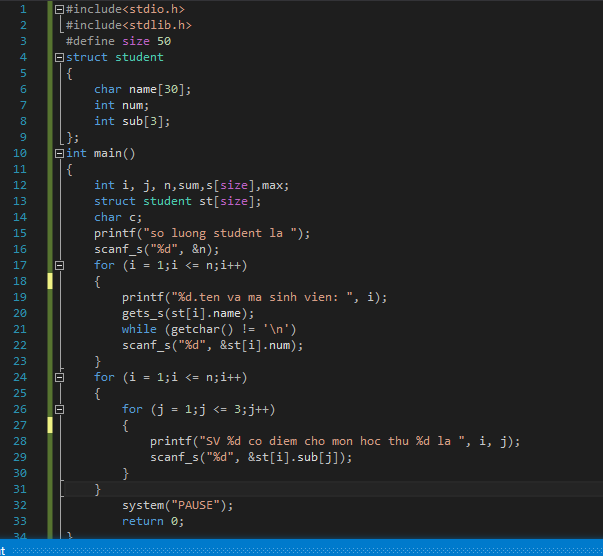 1 #include<stdio.h>
2 #include<stdlib.h>
3 #define size 50
4 struct student
5 {
6 char name[30];
7 int num;
8 int sub[3];
9 };
10 int main()
11 {
12 int i, j, n,sum,s[size],max;
13 struct student st[size];
14 char c;
15 printf("so luong student la ");
16 scanf_s("%d", &n);
17 for (i = 1;i <= n;i++)
18 {
19 printf("%d.ten va ma sinh vien: ", i);
20 gets_s(st[i].name);
21 while (getchar() != '\n')
22 scanf_s("%d", &st[i].num);
23 }
24 for (i = 1;i <= n;i++)
25 {
26 for (j = 1;j <= 3;j++)
27 {
28 printf("SV %d co diem cho mon hoc thu %d la ", i, j);
29 scanf_s("%d", &st[i].sub[j]);
30 }
31 }
32 system("PAUSE");
33 return 0;
34 }